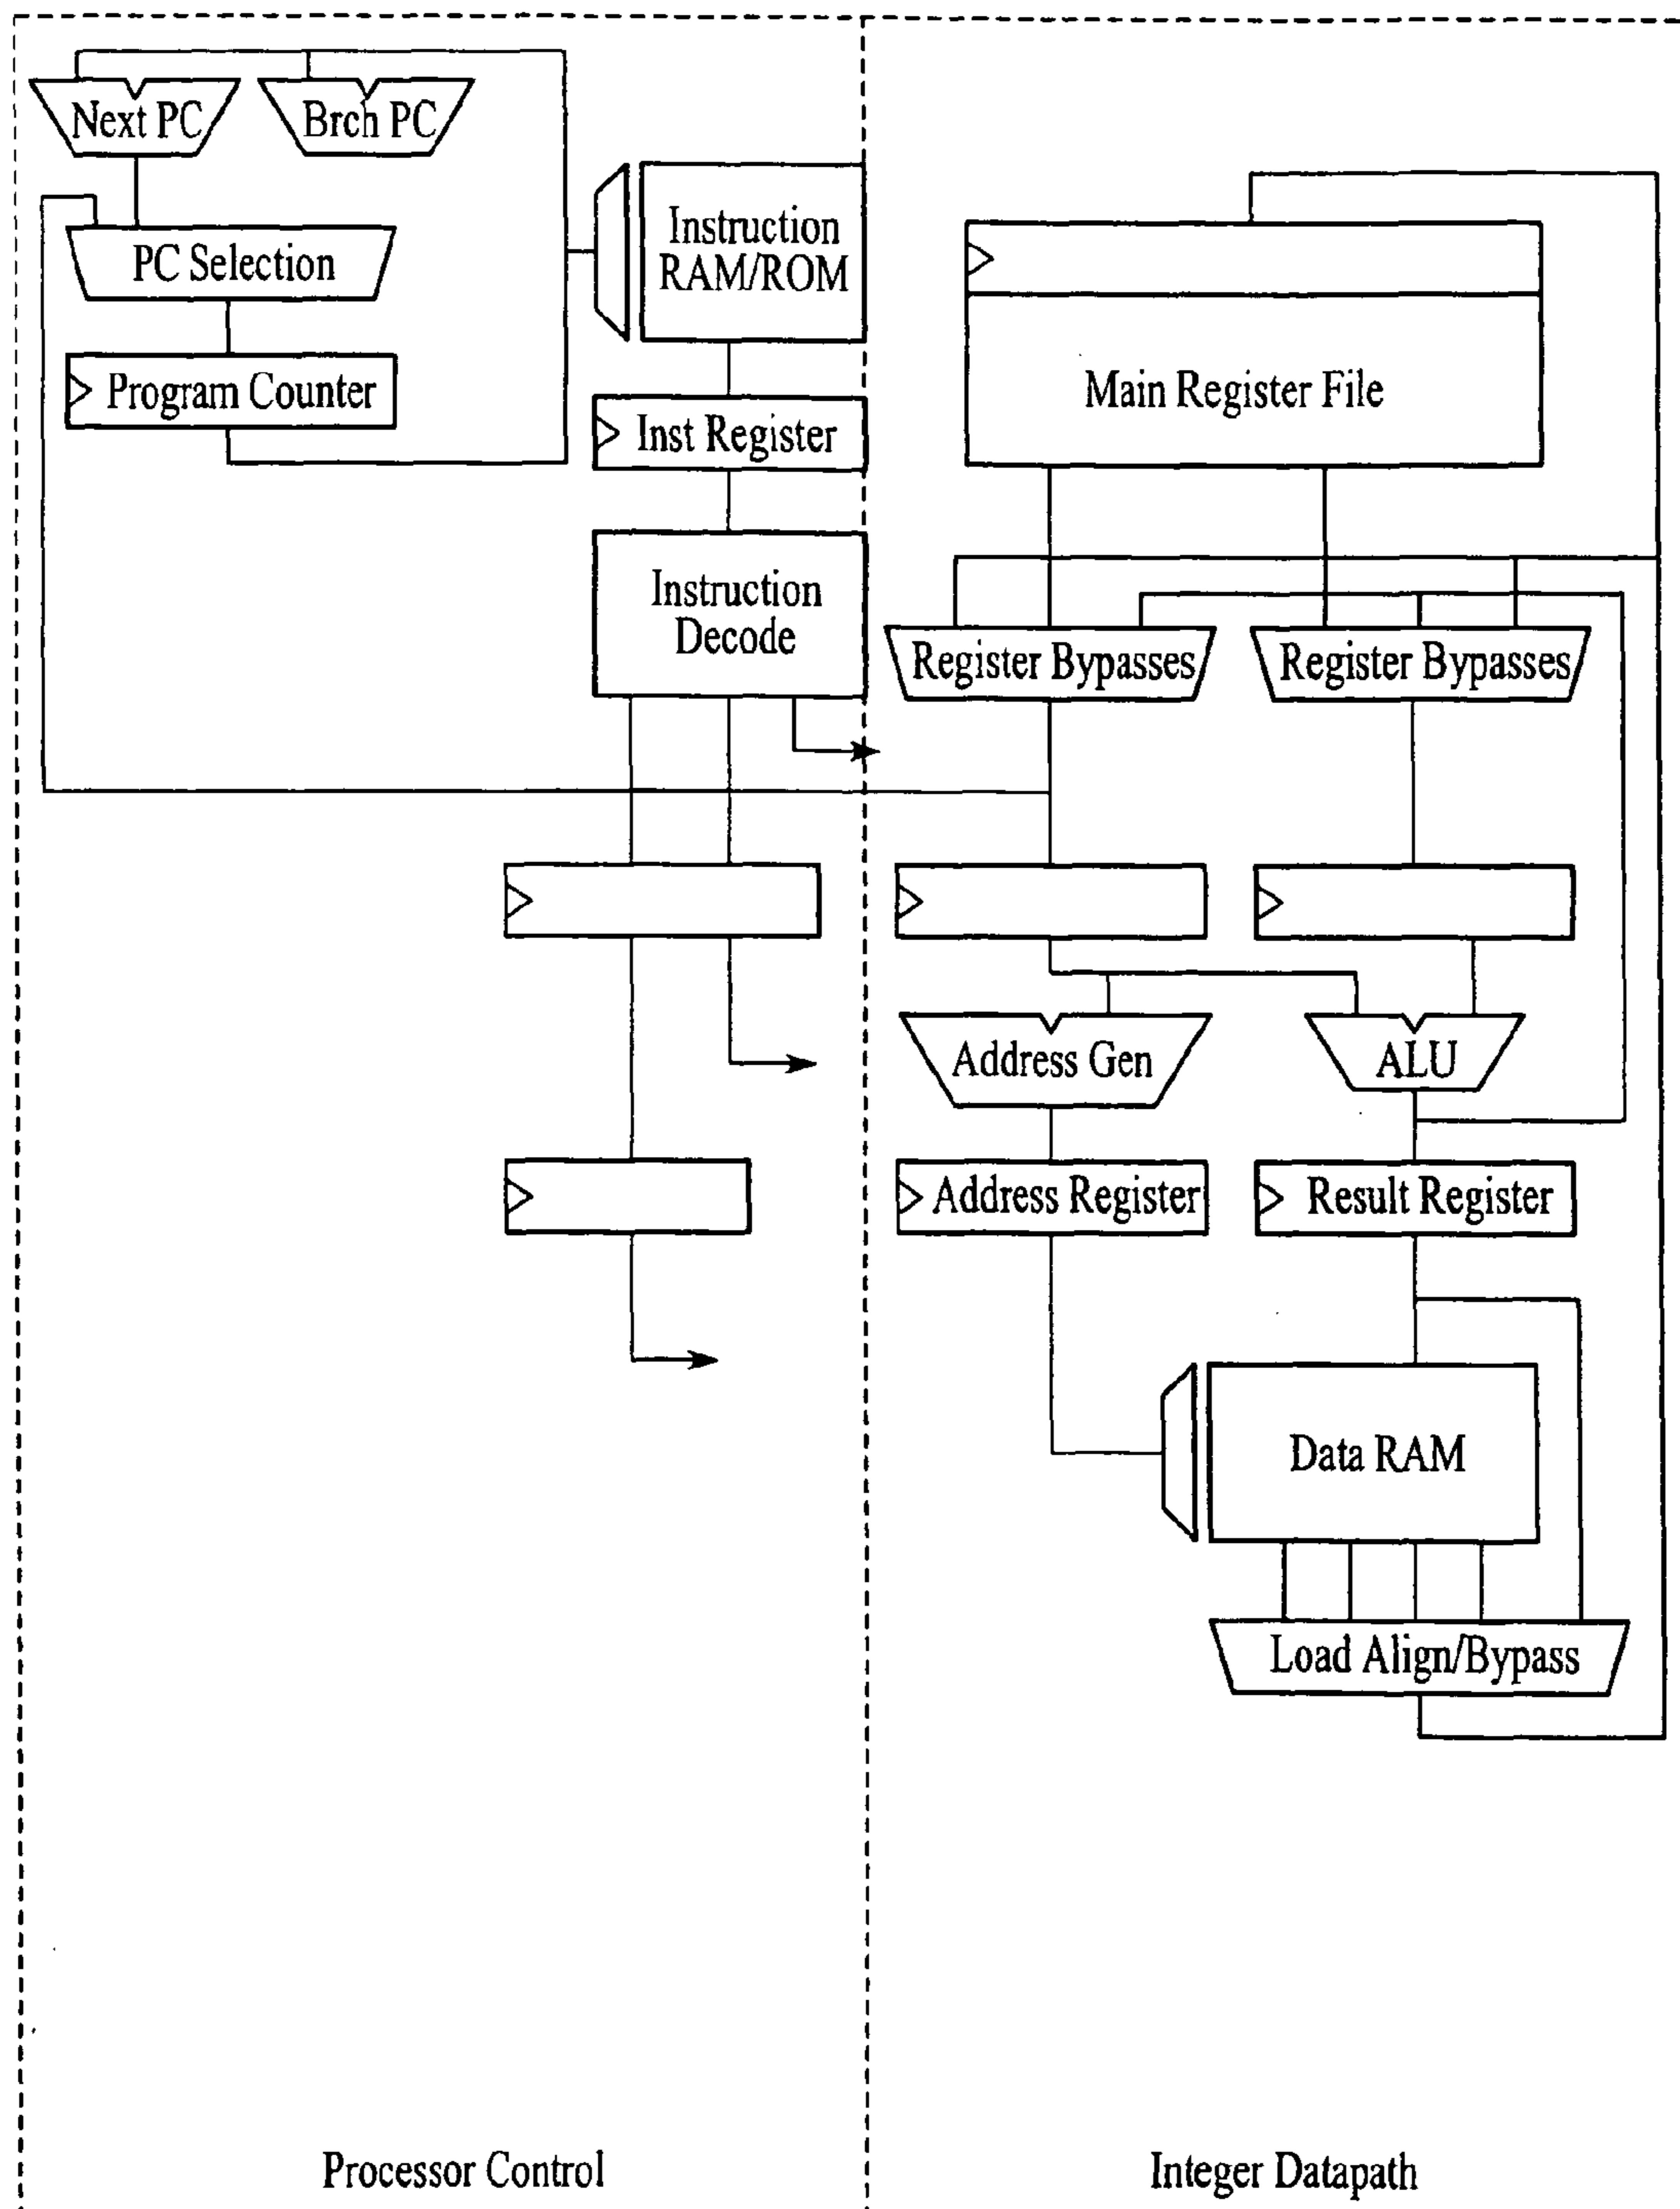 Next PC
Brch PC
PC Selection
Program Counter
Instruction
RAM/ROM
Inst Register
Instruction
Decode
Main Register File
Register Bypasses
Register Bypasses
Address Gen
ALU
Address Register
Result Register
Data RAM
Load Align/Bypass
Processor Control
Integer Datapath